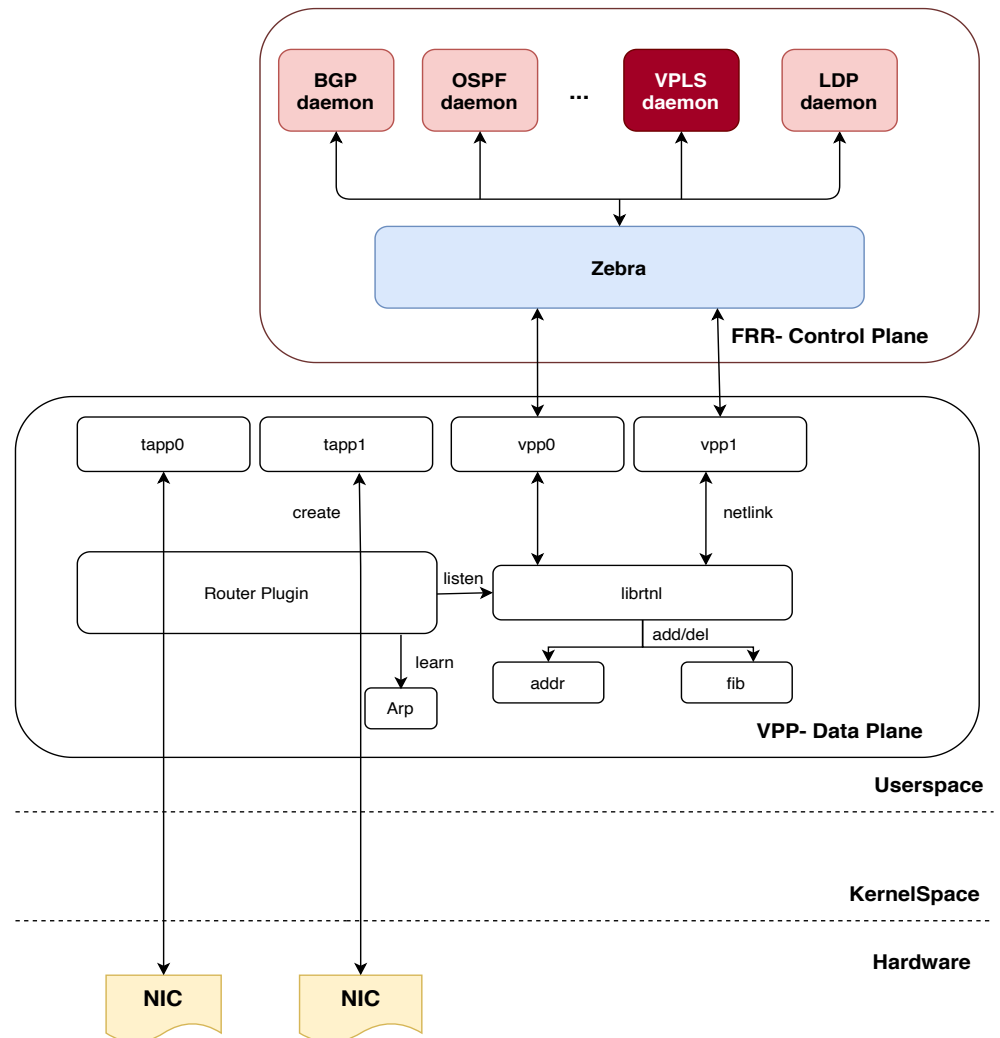 BGP
daemon
OSPF
daemon
...
VPLS
daemon
LDP
daemon
Zebra
FRR- Control Plane
tapp0
tapp1
vpp0
vpp1
create
netlink
Router Plugin
listen
librtnl
add/del
learn
addr
fib
Arp
VPP- Data Plane
Userspace
KernelSpace
Hardware
NIC
NIC